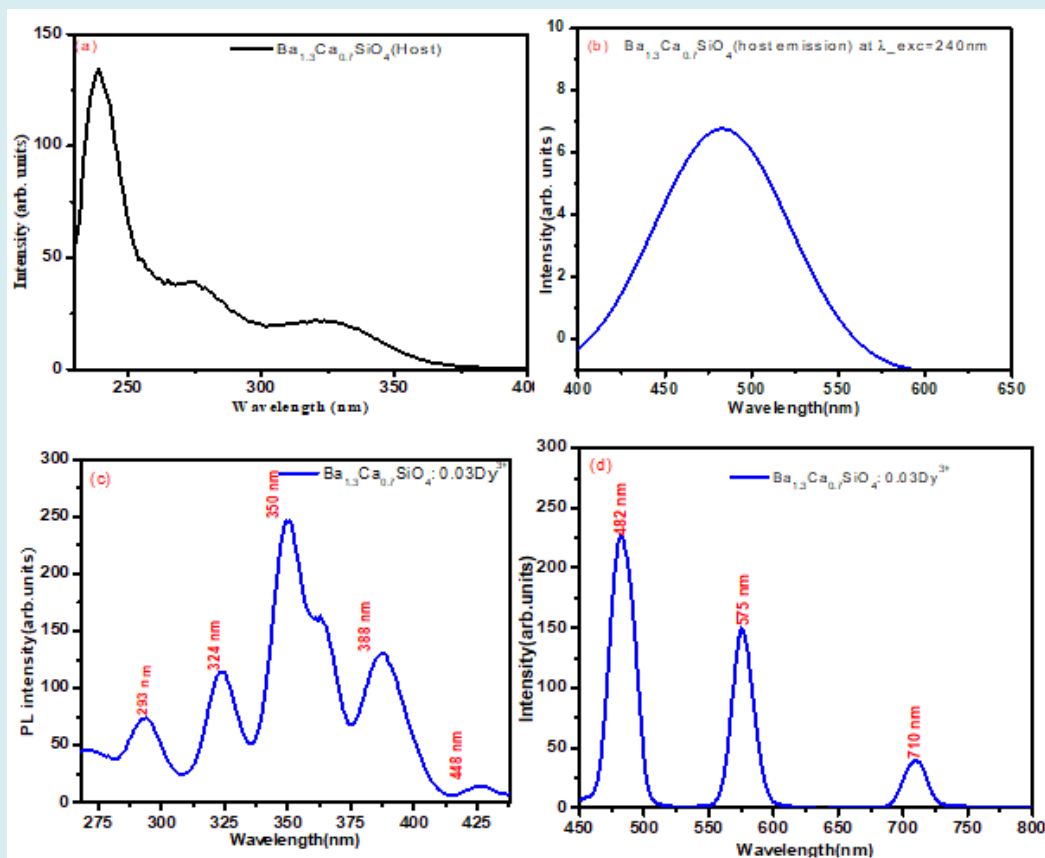 (a)
Ba1.3Ca0.7SiO4(Host)
150
100
50
0
250
300
350
400
Intensity (arb. units)
Wavelength (nm)
(b)
Ba1.3Ca0.7SiO4(host emission) at λ_exc=240nm
10
8
6
4
2
0
400
450
500
550
600
650
Intensity(arb. units )
Wavelength(nm)
(c)
Ba1.3Ca0.7SiO4: 0.03Dy3+
300
250
200
150
100
50
0
293 nm
324 nm
350 nm
388 nm
448 nm
275
300
325
350
375
400
425
PL intensity(arb.units)
Wavelength(nm)
(d)
Ba1.3Ca0.7SiO4: 0.03Dy3+
300
250
200
150
100
50
0
482 nm
575 nm
710 nm
450
500
550
600
650
700
750
800
Intensity(arb.units)
Wavelength(nm)